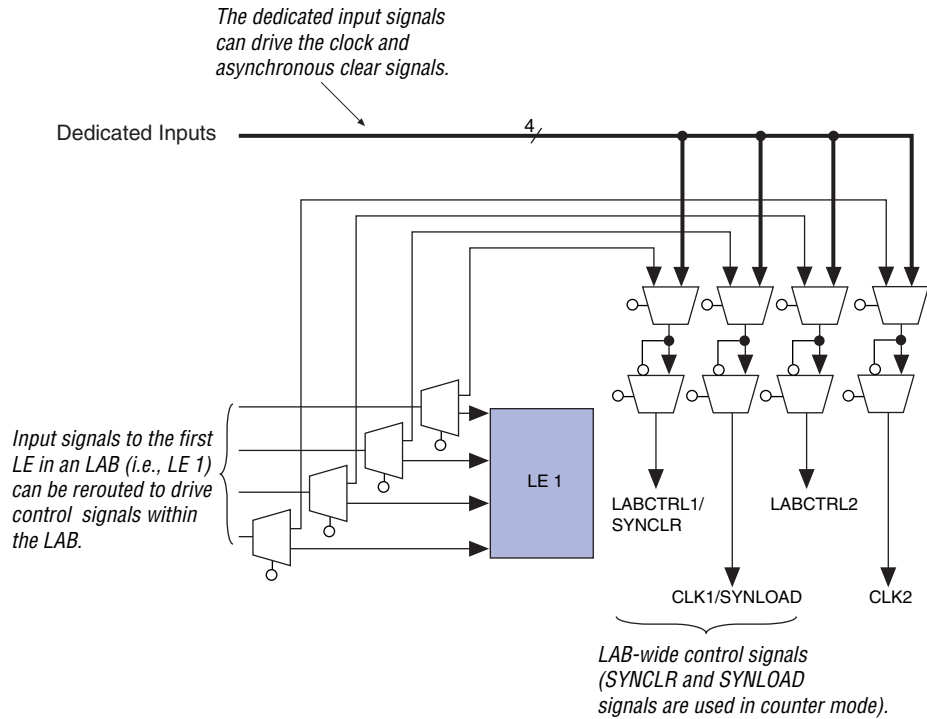 The dedicated input signals
can drive the clock and
asynchronous clear signals.
Dedicated Inputs
4
Input signals to the first
LE in an LAB (i.e., LE 1)
can be rerouted to drive
control signals within
the LAB.
LE 1
LABCTRL1/
SYNCLR
LABCTRL2
CLK1/SYNLOAD
CLK2
LAB-wide control signals
(SYNCLR and SYNLOAD
signals are used in counter mode).